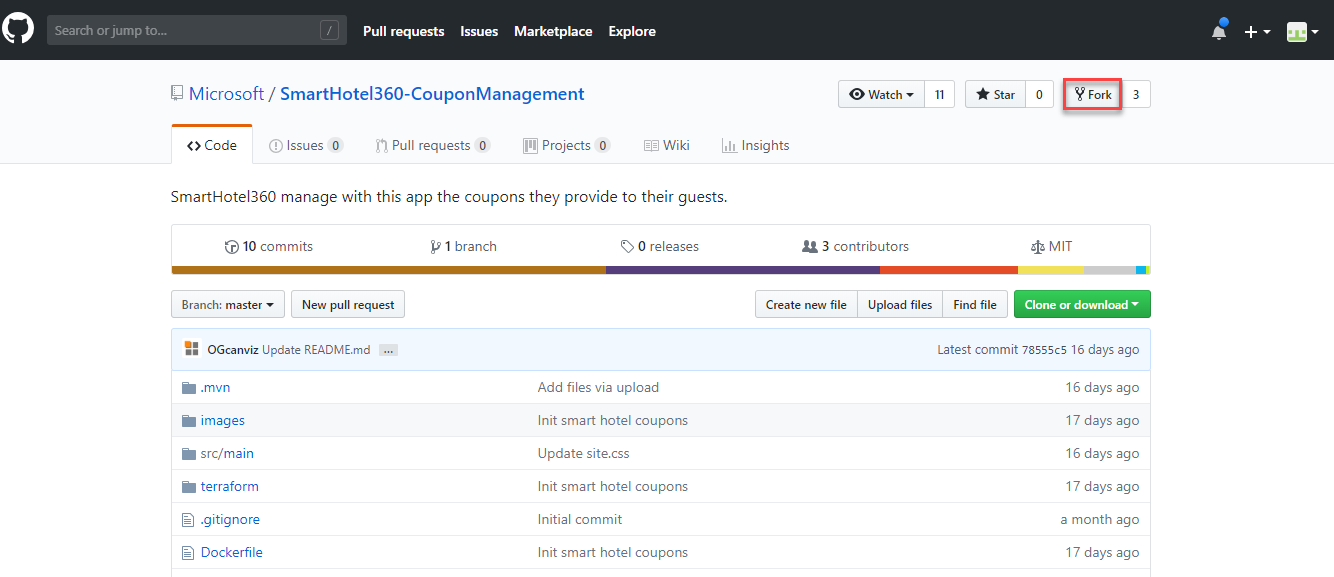 Search or jump to... / Pull requests Issues Marketplace Explore
Microsoft / SmartHotel360-CouponManagement Watch 11 Star 0 Fork 3
Code Issues 0 Pull requests 0 Projects 0 Wiki Insights
SmartHotel360 manage with this app the coupons they provide to their guests.
10 commits 1 branch 0 releases 3 contributors MIT
Branch: master New pull request Create new file Upload files Find file Clone or download
OGcanviz Update README.md ... Latest commit 78555c5 16 days ago
.mvn Add files via upload 16 days ago
images Init smart hotel coupons 17 days ago
src/main Update site.css 16 days ago
terraform Init smart hotel coupons 17 days ago
.gitignore Initial commit a month ago
Dockerfile Init smart hotel coupons 17 days ago